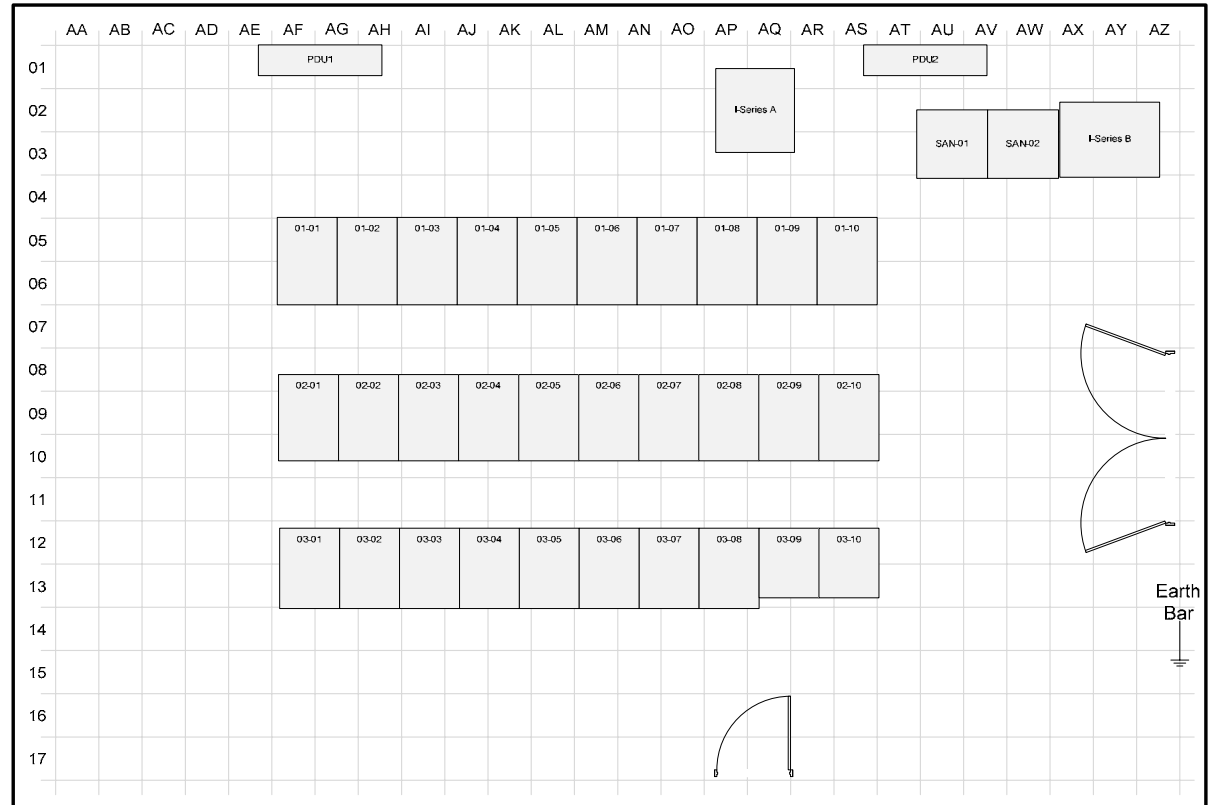 AA AB AC AD AE AF AG AH AI AJ AK AL AM AN AO AP AQ AR AS AT AU AV AW AX AY AZ
01 PDU1 PDU2
02 I-Series A
03 SAN-01 SAN-02 I-Series B
04
05 01-01 01-02 01-03 01-04 01-05 01-06 01-07 01-08 01-09 01-10
06
07
08
09 02-01 02-02 02-03 02-04 02-05 02-06 02-07 02-08 02-09 02-10
10
11
12 03-01 03-02 03-03 03-04 03-05 03-06 03-07 03-08 03-09 03-10
13
Earth
Bar
14
15
16
17